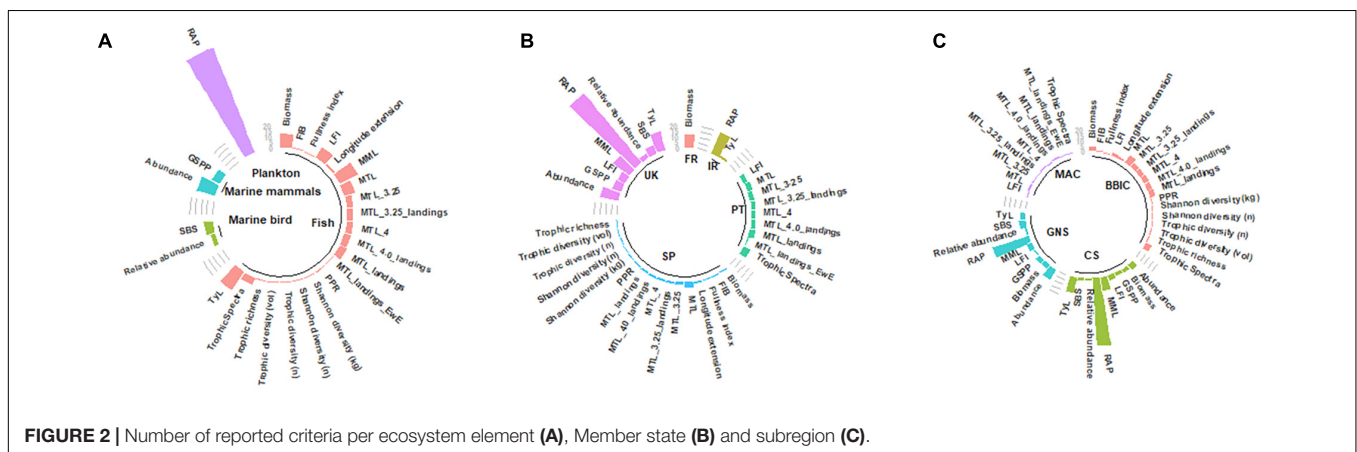 A
RAP
Biomass
FIB
Fullness index
LFI
Longitude extension
MML
MTL
MTL_3.25
MTL_3.25_landings
MTL_4
MTL_4.0_landings
MTL_landings
MTL_landings_EwE
PPR
Shannon diversity (kg)
Shannon diversity (n)
Trophic diversity (n)
Trophic diversity (vol)
Trophic richness
Trophic Spectra
TyL
Relative abundance
SBS
Abundance
GSPP
Plankton
Marine mammals
Marine bird
Fish
B
Biomass
RAP
TyL
LFI
MTL
MTL_3.25
MTL_3.25_landings
MTL_4
MTL_4.0_landings
MTL_landings
MTL_landings_EwE
Trophic Spectra
Biomass
FIB
Fullness index
Longitude extension
MTL
MTL_3.25
MTL_3.25_landings
MTL_4
MTL_4.0_landings
MTL_landings
PPR
Shannon diversity (kg)
Shannon diversity (n)
Trophic diversity (n)
Trophic diversity (vol)
Trophic richness
Abundance
GSPP
LFI
MML
RAP
Relative abundance
SBS
TyL
FR
IR
PT
SP
UK
C
Biomass
FIB
Fullness index
LFI
Longitude extension
MTL
MTL_3.25
MTL_3.25_landings
MTL_4
MTL_4.0_landings
MTL_landings
PPR
Shannon diversity (kg)
Shannon diversity (n)
Trophic diversity (n)
Trophic diversity (vol)
Trophic richness
Trophic Spectra
Abundance
Biomass
GSPP
LFI
MML
RAP
Relative abundance
SBS
TyL
Abundance
Biomass
GSPP
LFI
MML
RAP
Relative abundance
SBS
TyL
LFI
MTL
MTL_3.25
MTL_3.25_landings
MTL_4
MTL_4.0_landings
MTL_landings
MTL_landings_EwE
Trophic Spectra
MAC
BBIC
GNS
CS
FIGURE 2 | Number of reported criteria per ecosystem element (A), Member state (B) and subregion (C).